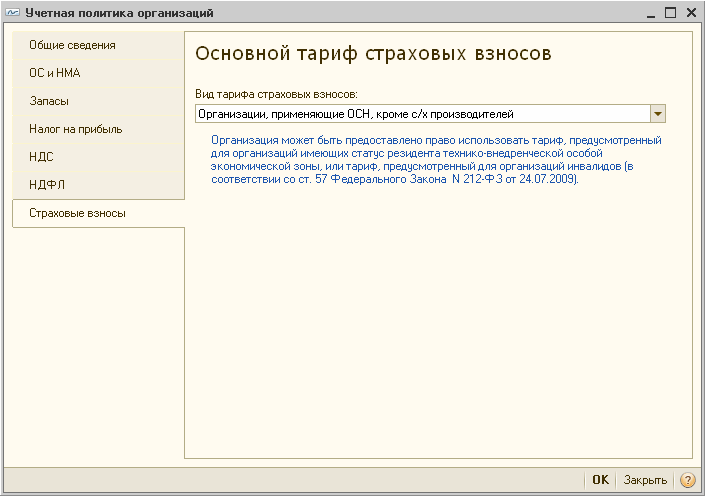 Учетная политика организаций
Общие сведения
ОС и НМА
Запасы
Налог на прибыль
НДС
НДФЛ
Страховые взносы
Основной тариф страховых взносов
Вид тарифа страховых взносов:
Организации, применяющие ОСН, кроме с/х производителей
Организация может быть предоставлено право использовать тариф, предусмотренный
для организаций имеющих статус резидента технико-внедренческой особой
экономической зоны, или тариф, предусмотренный для организаций инвалидов (в
соответствии со ст. 57 Федерального Закона N 212-ФЗ от 24.07.2009).
OK
Закрыть
?